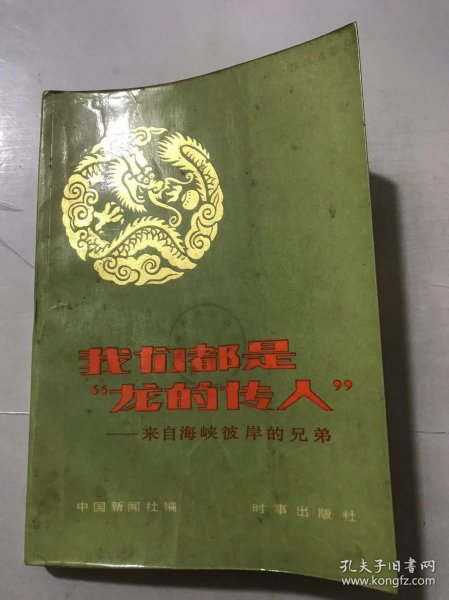 我们都是
“龙的传人”
——来自海峡彼岸的兄弟
中国新闻社编 时事出版社
孔夫子旧书网
www.kongfz.com